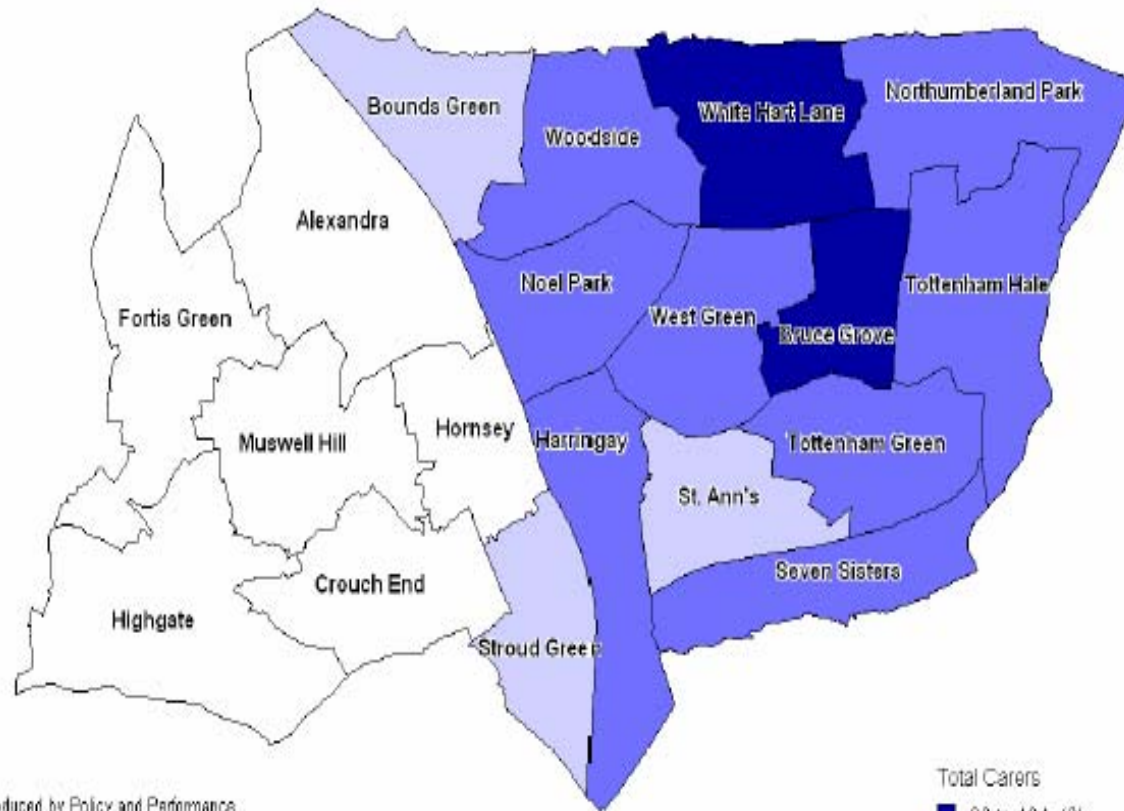 Bounds Green
Woodside
White Hart Lane
Northumberland Park
Alexandra
Fortis Green
Noel Park
West Green
Bruce Grove
Tottenham Hale
Muswell Hill
Hornsey
Harringay
Tottenham Green
St. Ann's
Seven Sisters
Crouch End
Highgate
Stroud Green
by Policy and Performance
Total Carers